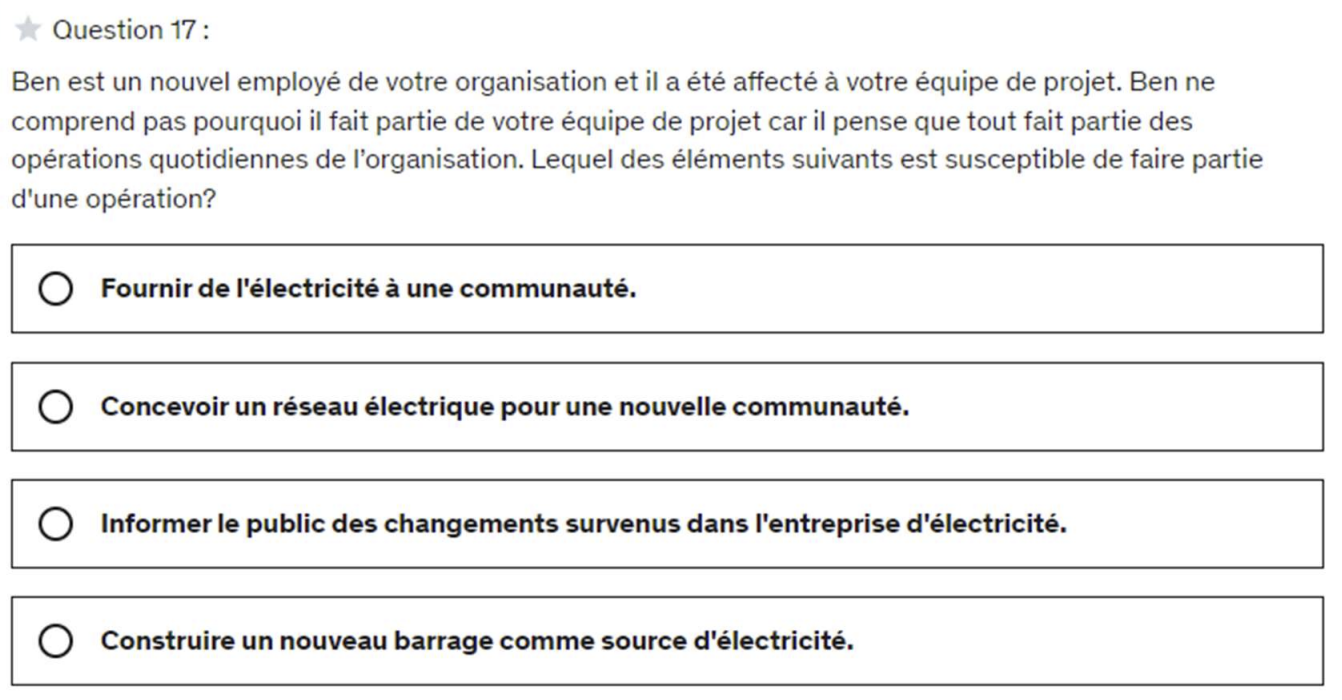 Question 17 :
Ben est un nouvel employé de votre organisation et il a été affecté à votre équipe de projet. Ben ne
comprend pas pourquoi il fait partie de votre équipe de projet car il pense que tout fait partie des
opérations quotidiennes de l’organisation. Lequel des éléments suivants est susceptible de faire partie
d'une opération?
Fournir de l'électricité à une communauté.
Concevoir un réseau électrique pour une nouvelle communauté.
Informer le public des changements survenus dans l'entreprise d'électricité.
Construire un nouveau barrage comme source d'électricité.